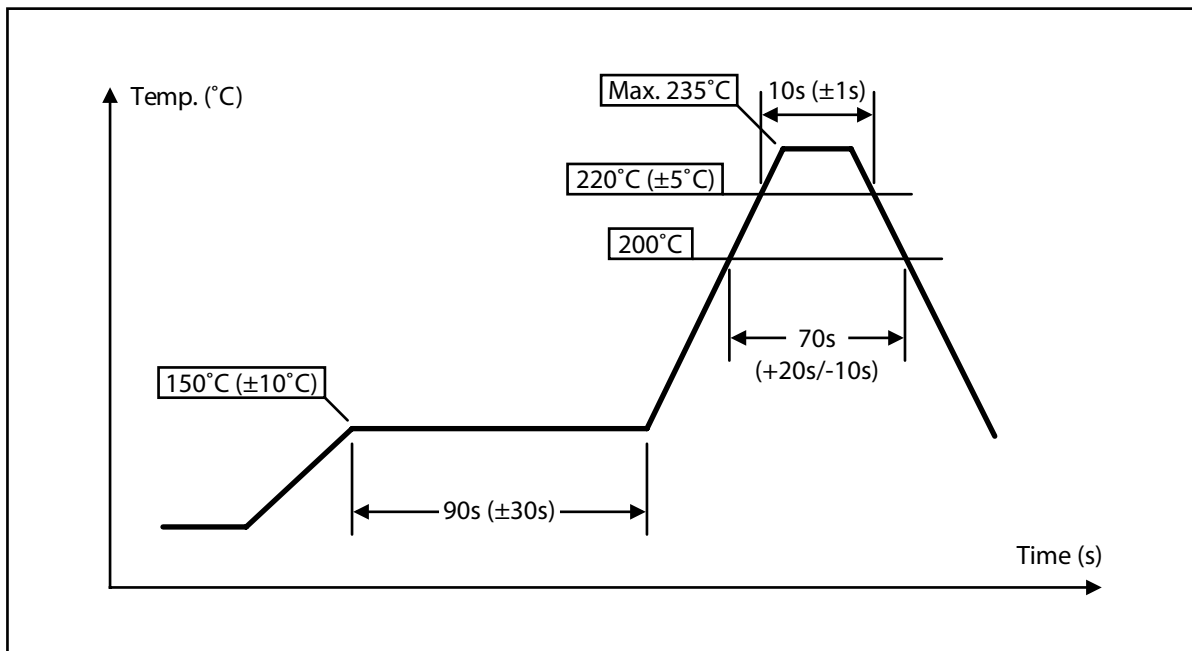 Temp. (˚C)
Max. 235˚C
10s (±1s)
220˚C (±5˚C)
200˚C
70s
(+20s/-10s)
150˚C (±10˚C)
90s (±30s)
Time (s)